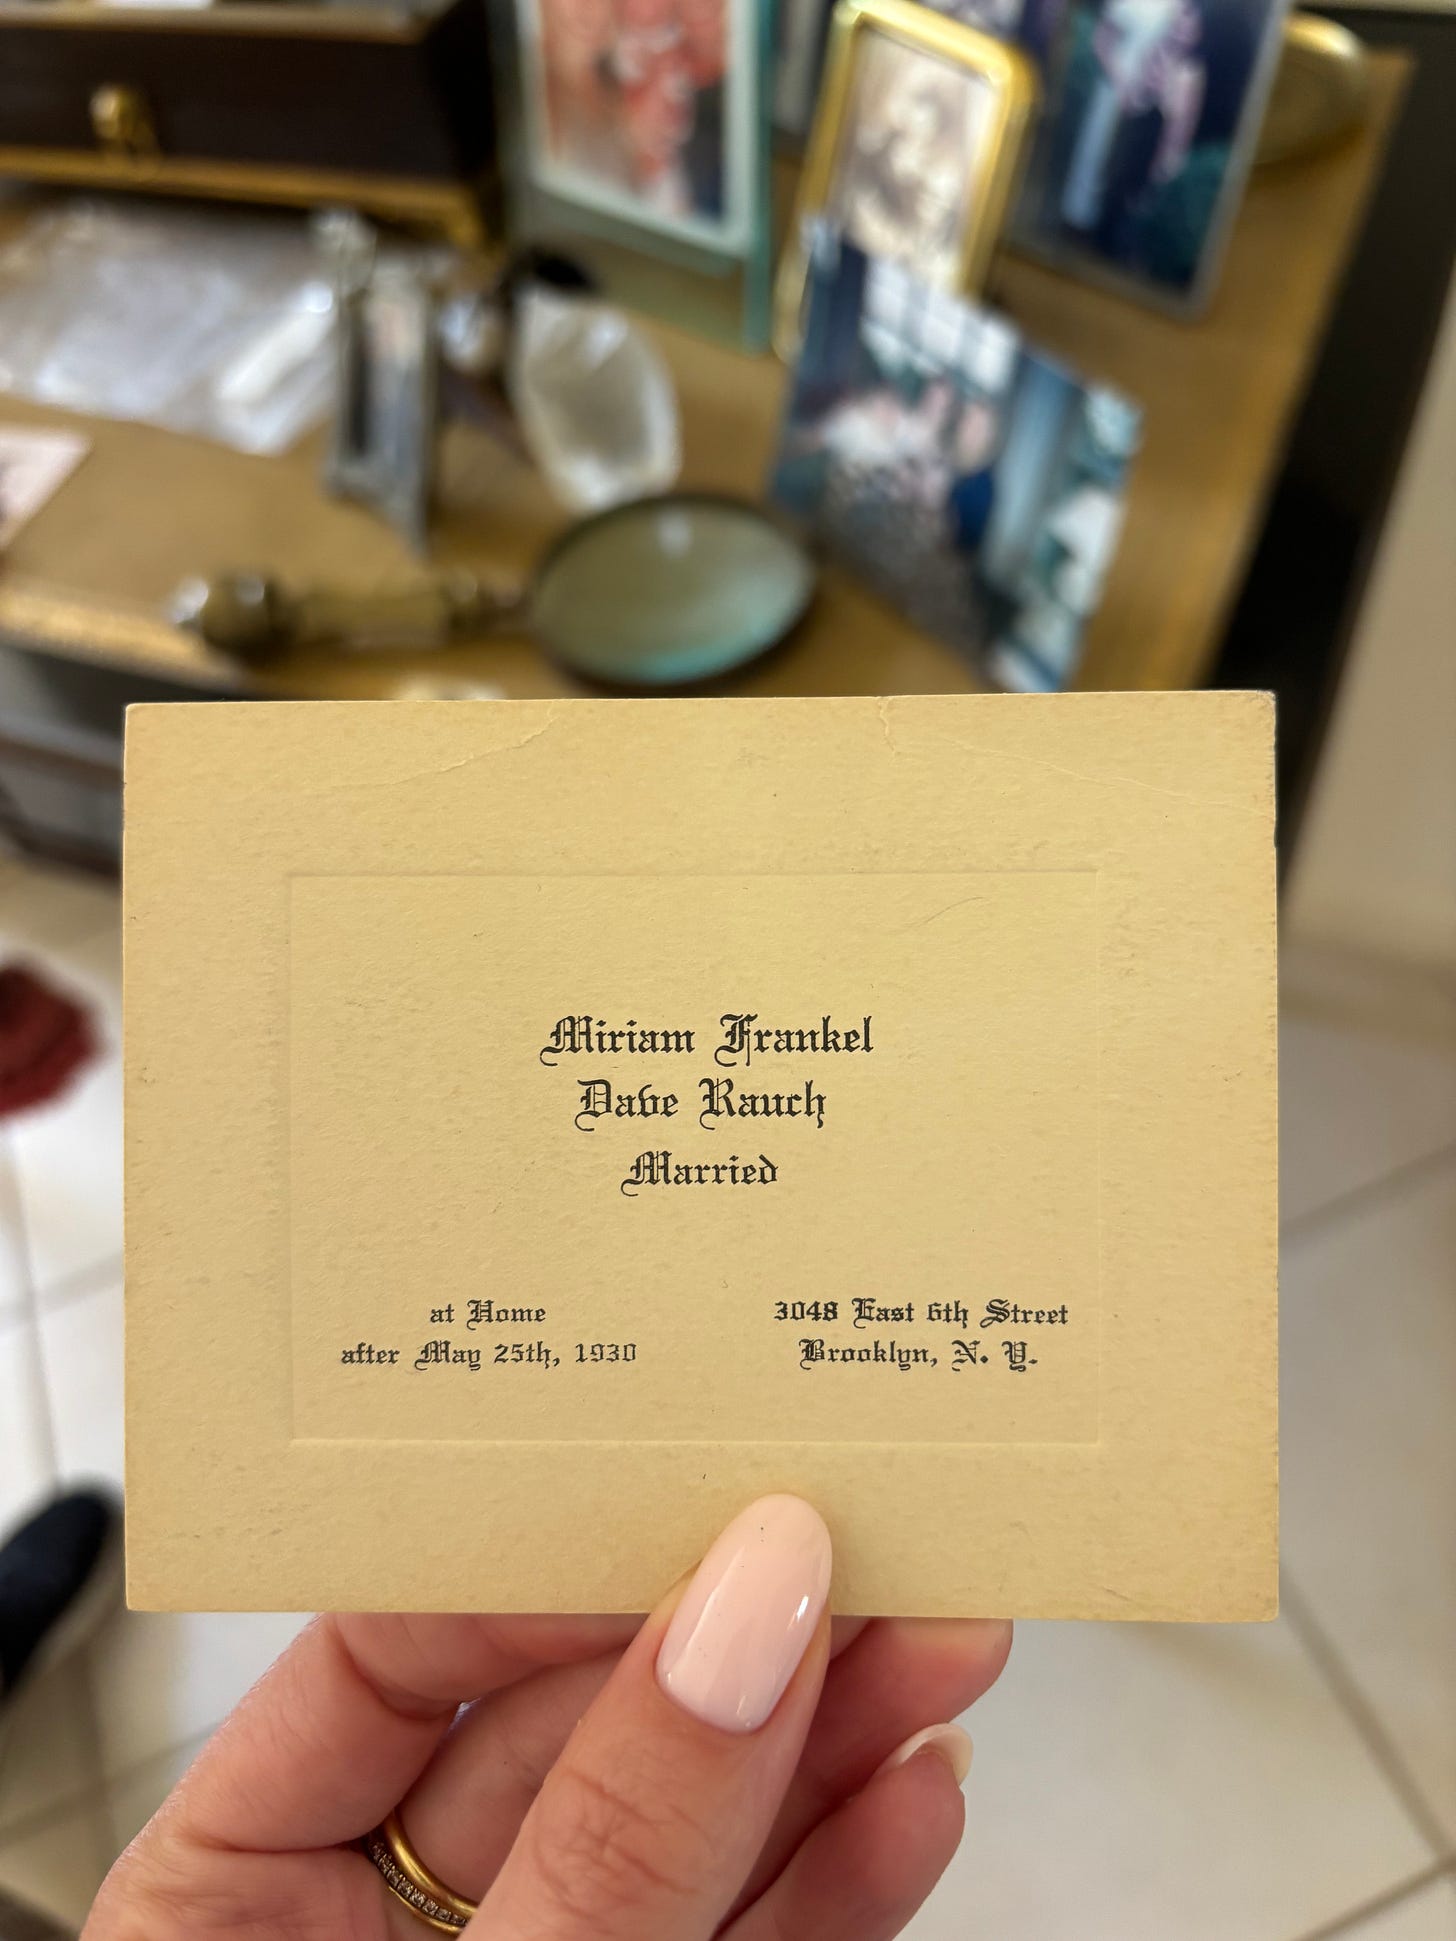 Miriam Frankel
Dave Rauch
Married
at Home
after May 25th, 1930
3048 East 6th Street
Brooklyn, N. Y.